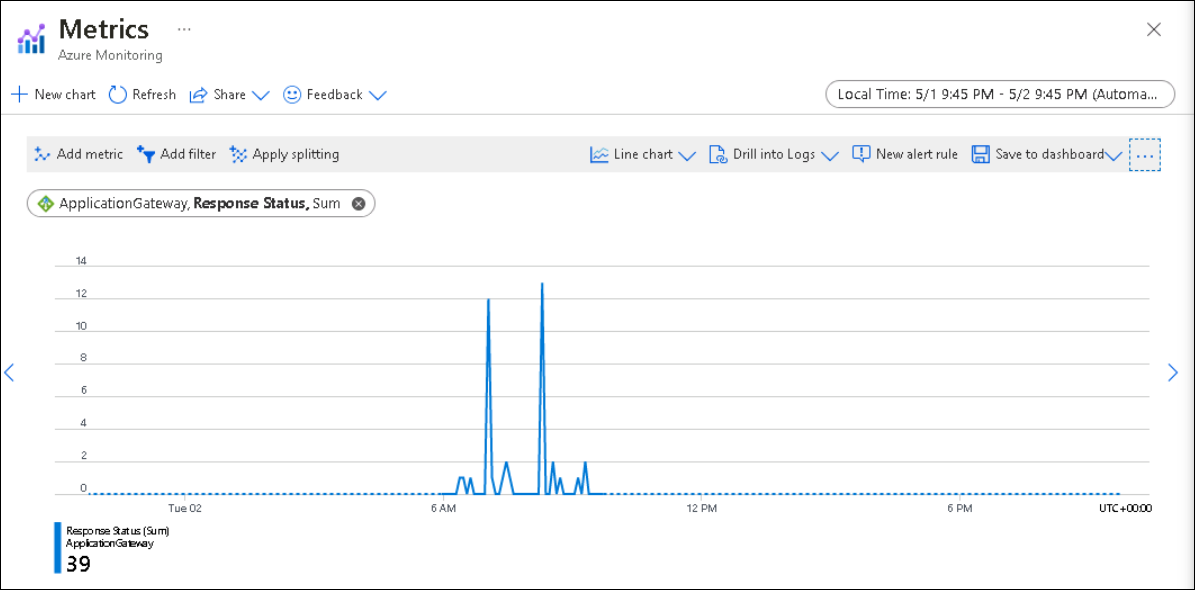 Metrics ...
Azure Monitoring
New chart Refresh Share Feedback Local Time: 5/1 9:45 PM - 5/2 9:45 PM (Automa...
Add metric Add filter Apply splitting Line chart Drill into Logs New alert rule Save to dashboard ...
ApplicationGateway, Response Status, Sum
14
12
10
8
6
4
2
0
Tue 02 6 AM 12 PM 6 PM UTC+00:00
Response Status (Sum)
ApplicationGateway
39